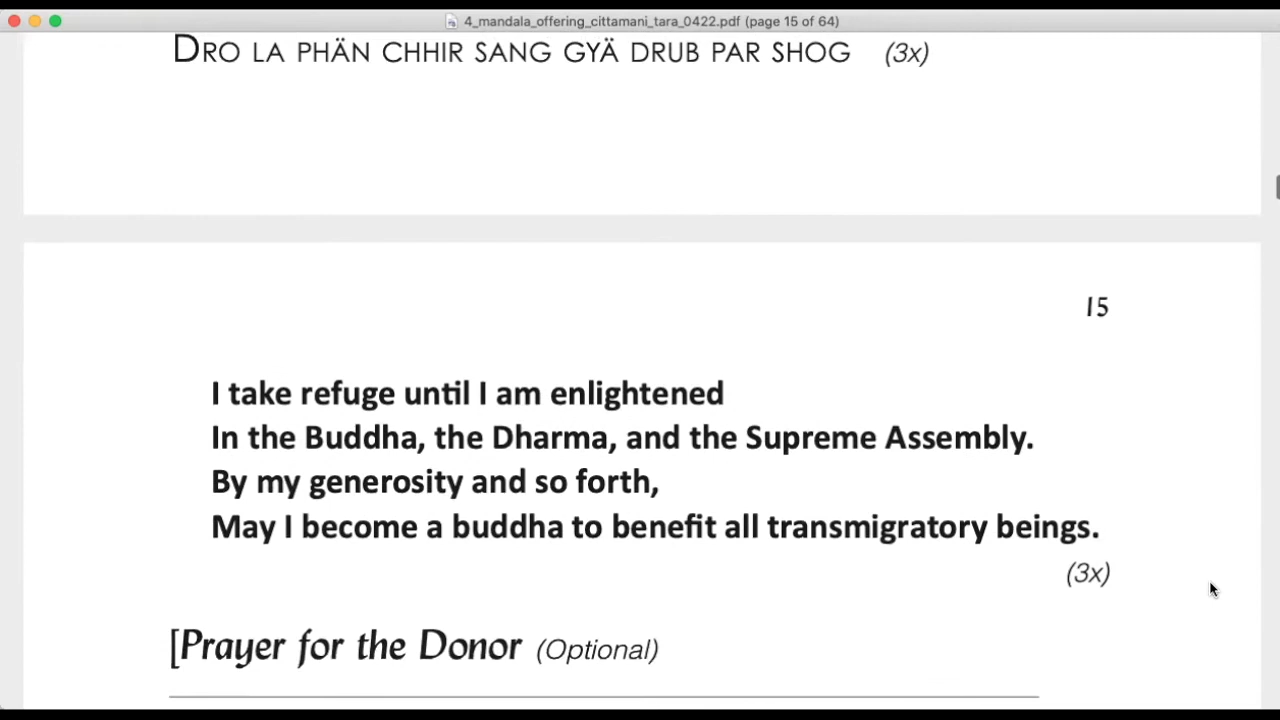 4_mandala_offering_cittamani_tara_0422.pdf (page 15 of 64)
DRO LA PHÄN CHHIR SANG GYÄ DRUB PAR SHOG (3x)
15
I take refuge until I am enlightened
In the Buddha, the Dharma, and the Supreme Assembly.
By my generosity and so forth,
May I become a buddha to benefit all transmigratory beings.
(3x)
[Prayer for the Donor (Optional)